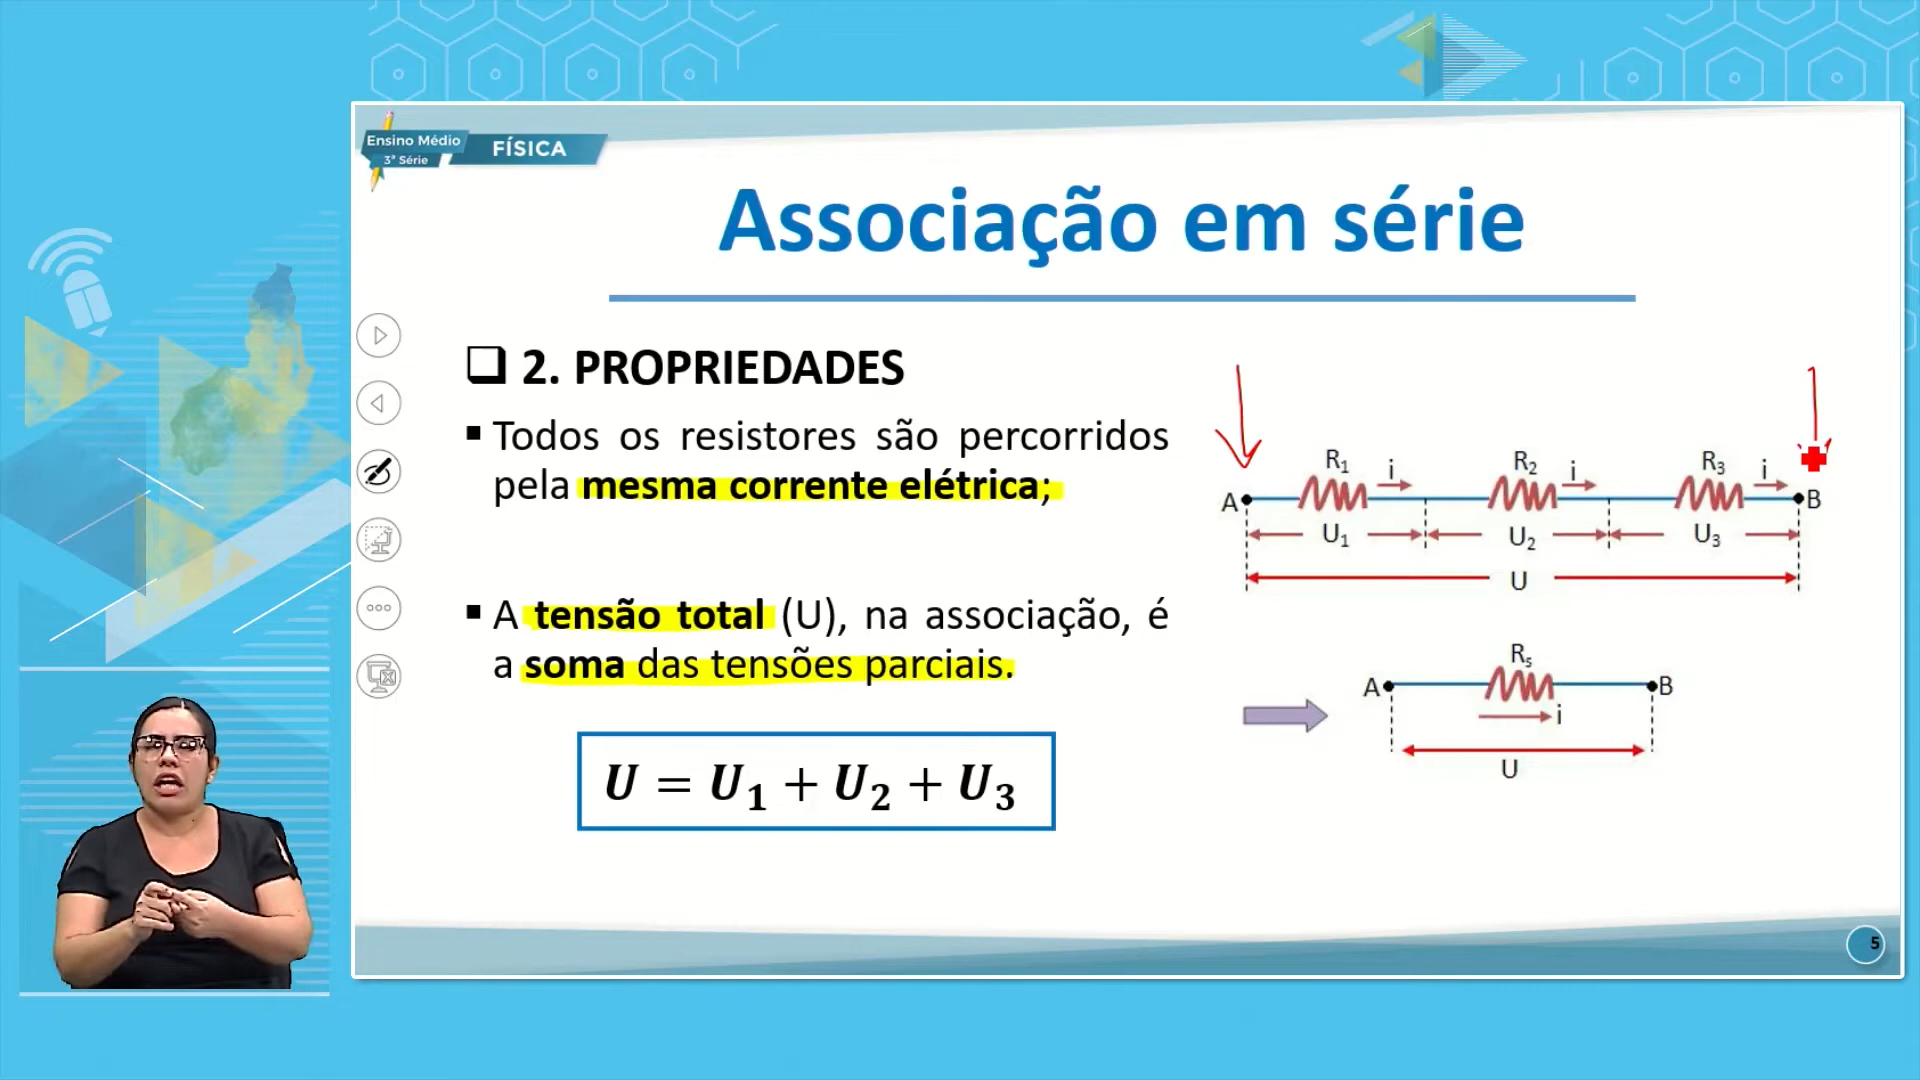 Ensino Médio
3ª Série
FÍSICA
Associação em série
2. PROPRIEDADES
Todos os resistores são percorridos
pela mesma corrente elétrica;
A tensão total (U), na associação, é
a soma das tensões parciais.
U = U₁ + U₂ + U₃
R₁ i R₂ i R₃ i
A B
U₁ U₂ U₃
U
Rₛ
A B
i
U
5